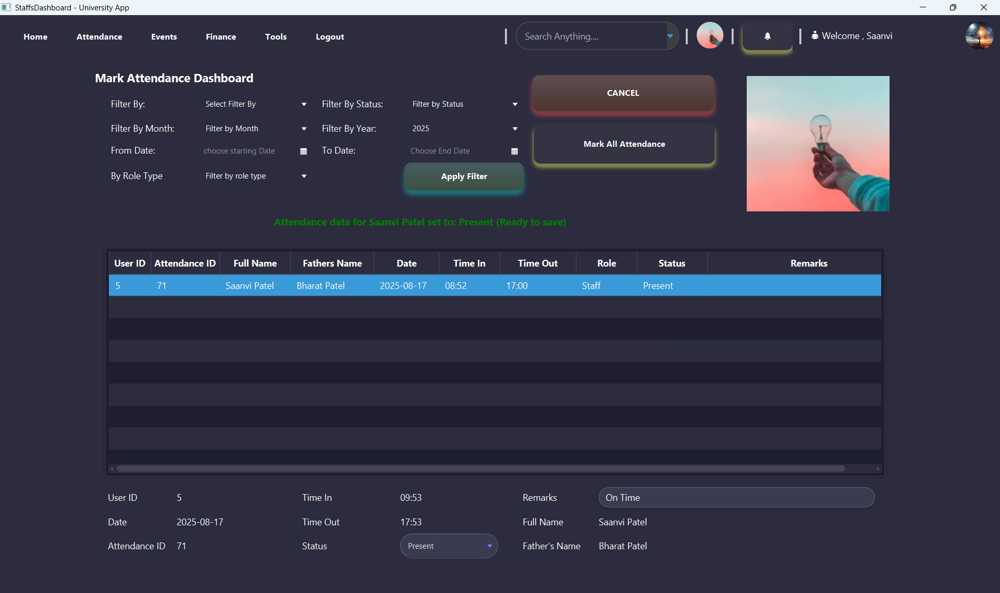 StaffsDashboard - University App
Home Attendance Events Finance Tools Logout Search Anything.... Welcome , Saanvi
Mark Attendance Dashboard
Filter By: Select Filter By Filter By Status: Filter by Status
Filter By Month: Filter by Month Filter By Year: 2025
From Date: choose starting Date To Date: Choose End Date
By Role Type Filter by role type Apply Filter
CANCEL
Mark All Attendance
Attendance data for Saanvi Patel set to: Present (Ready to save)
User ID Attendance ID Full Name Fathers Name Date Time In Time Out Role Status Remarks
5 71 Saanvi Patel Bharat Patel 2025-08-17 08:52 17:00 Staff Present
User ID 5 Time In 09:53 Remarks On Time
Date 2025-08-17 Time Out 17:53 Full Name Saanvi Patel
Attendance ID 71 Status Present Father's Name Bharat Patel